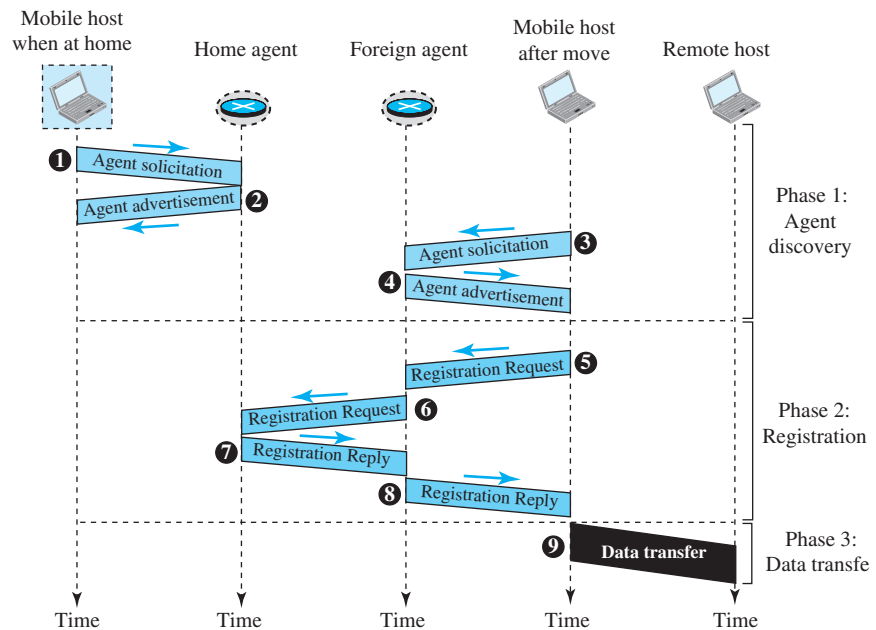 Mobile host
when at home
Home agent
Foreign agent
Mobile host
after move
Remote host
1
Agent solicitation
Agent advertisement
2
Agent solicitation
3
4
Agent advertisement
Phase 1:
Agent
discovery
Registration Request
5
Registration Request
6
7
Registration Reply
8
Registration Reply
Phase 2:
Registration
9
Data transfer
Phase 3:
Data transfe
Time
Time
Time
Time
Time